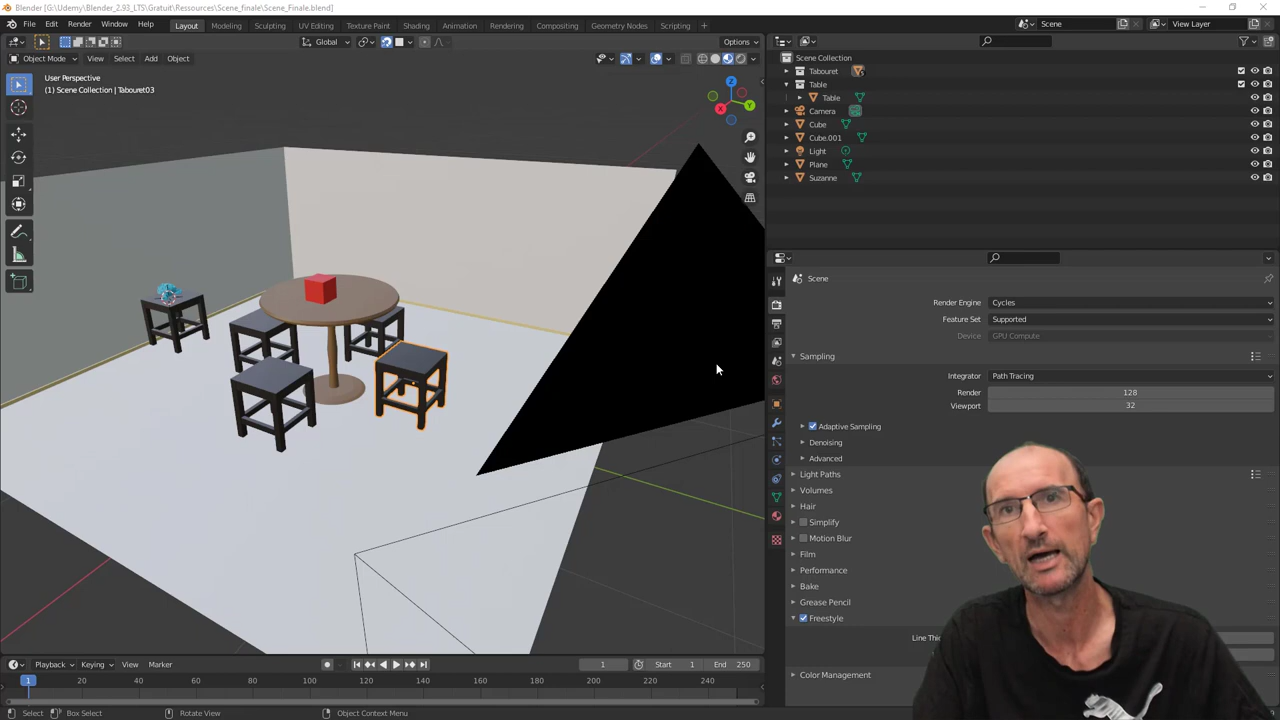 Blender [G:\Udemy\Blender_2.93_LTS\Gratuit\Ressources\Scene_finale\Scene_Finale.blend]
File Edit Render Window Help Layout Modeling Sculpting UV Editing Texture Paint Shading Animation Rendering Compositing Geometry Nodes Scripting Scene View Layer
Global Options
Object Mode View Select Add Object
User Perspective
(1) Scene Collection | Tabouret03
X Y Z
Scene Collection
Tabouret
Table
Table
Camera
Cube
Cube.001
Light
Plane
Suzanne
Scene
Render Engine Cycles
Feature Set Supported
Device GPU Compute
Sampling
Integrator Path Tracing
Render 128
Viewport 32
Adaptive Sampling
Denoising
Advanced
Light Paths
Volumes
Hair
Simplify
Motion Blur
Film
Performance
Bake
Grease Pencil
Freestyle
Line Thic
Color Management
Playback Keying View Marker 1 Start 1 End 250
1 20 40 60 80 100 120 140 160 180 200 220 240
Select Box Select Rotate View Object Context Menu